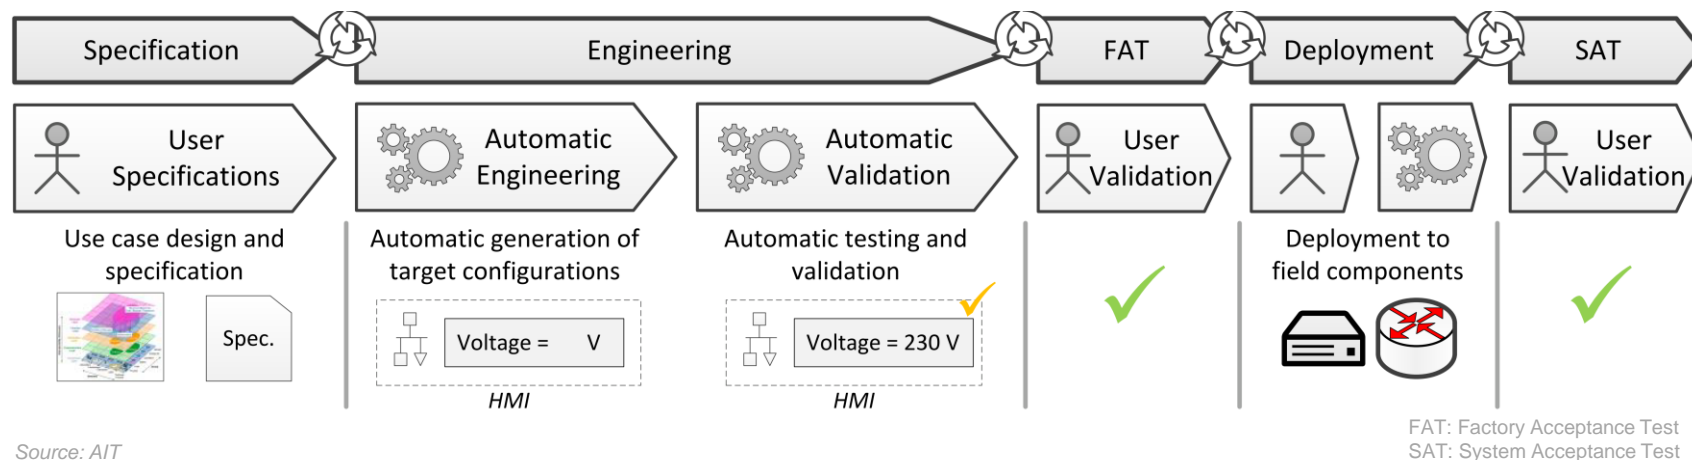 Specification
Engineering
FAT
Deployment
SAT
User
Specifications
Automatic
Engineering
Automatic
Validation
User
Validation
User
Validation
Use case design and
specification
Automatic generation of
target configurations
Automatic testing and
validation
Deployment to
field components
Spec.
Voltage = V
Voltage = 230 V
HMI
HMI
Source: AIT
FAT: Factory Acceptance Test
SAT: System Acceptance Test